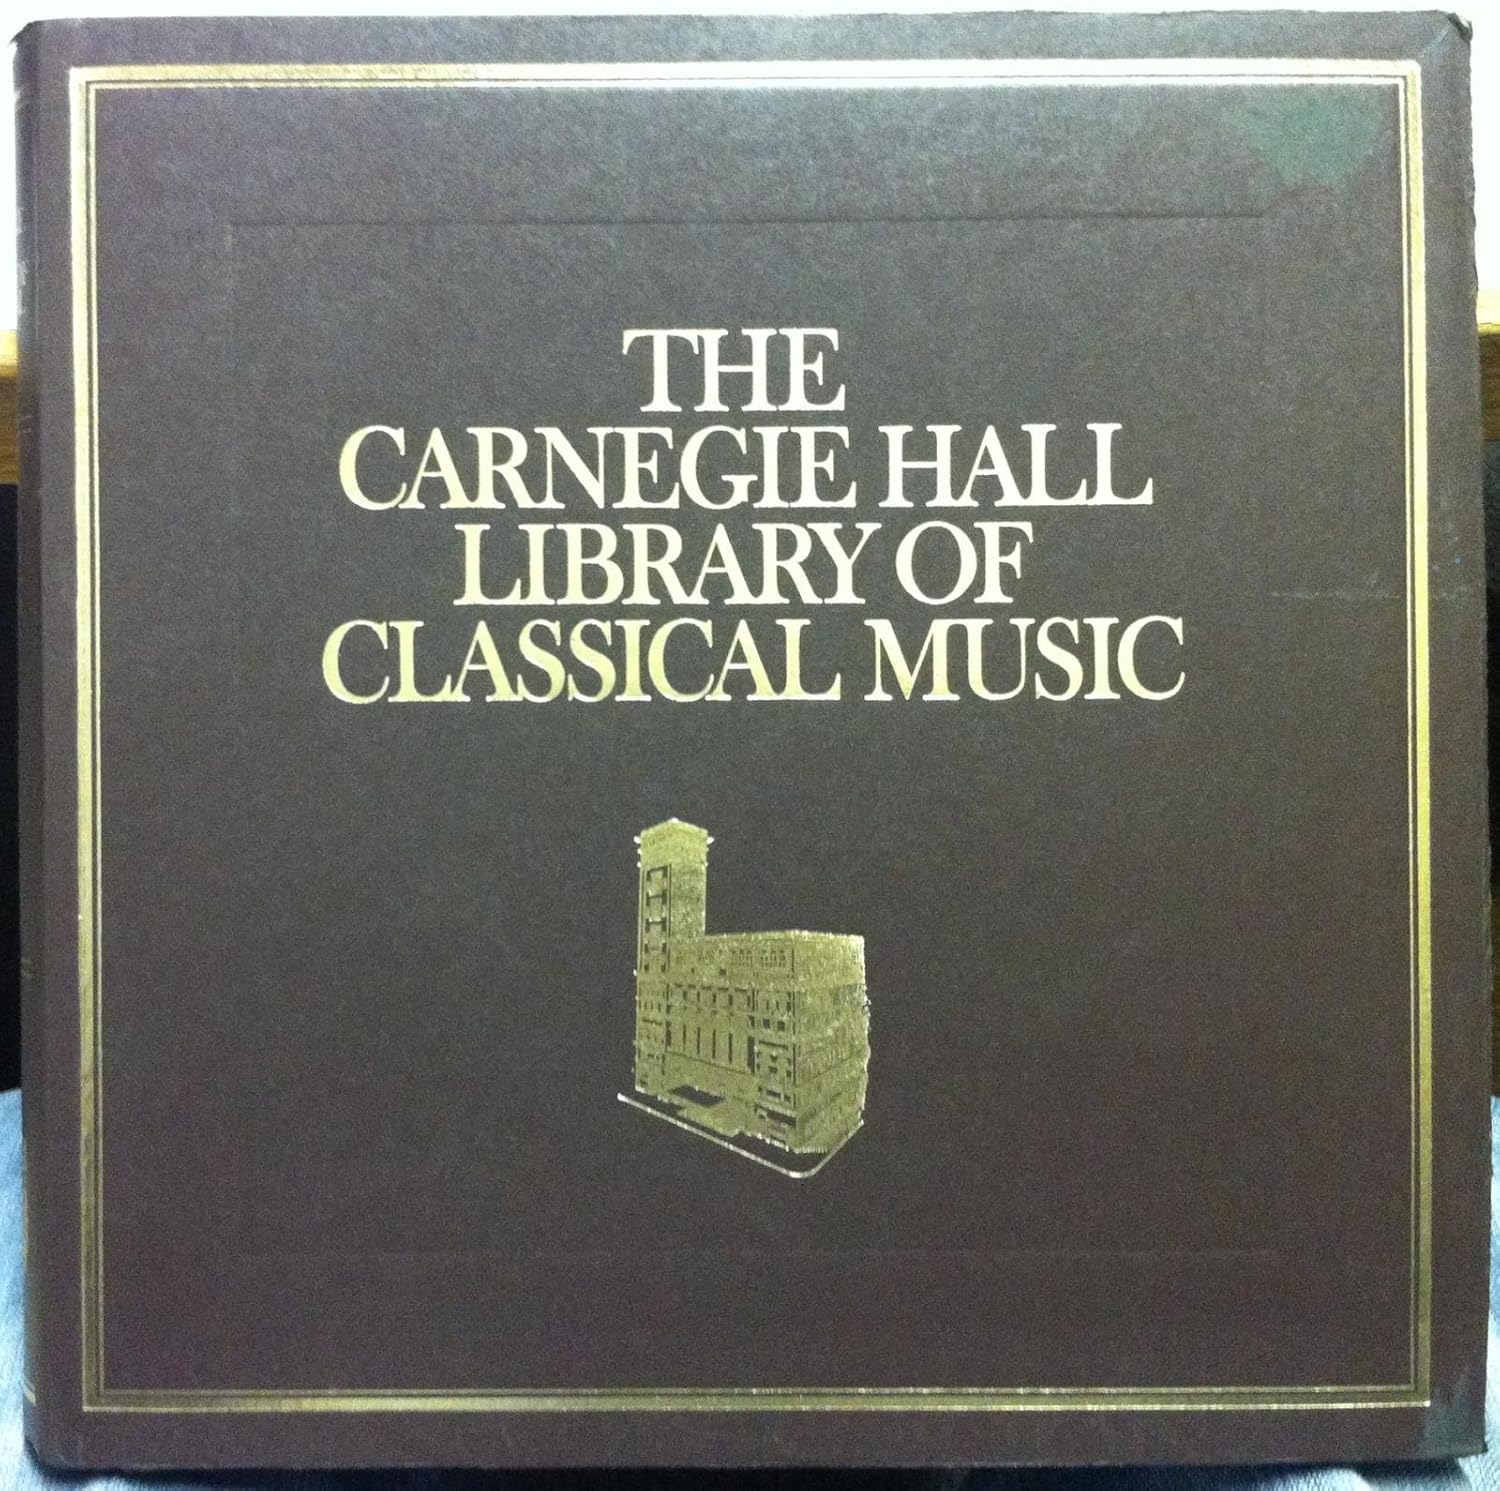 THE
CARNEGIE HALL
LIBRARY OF
CLASSICAL MUSIC